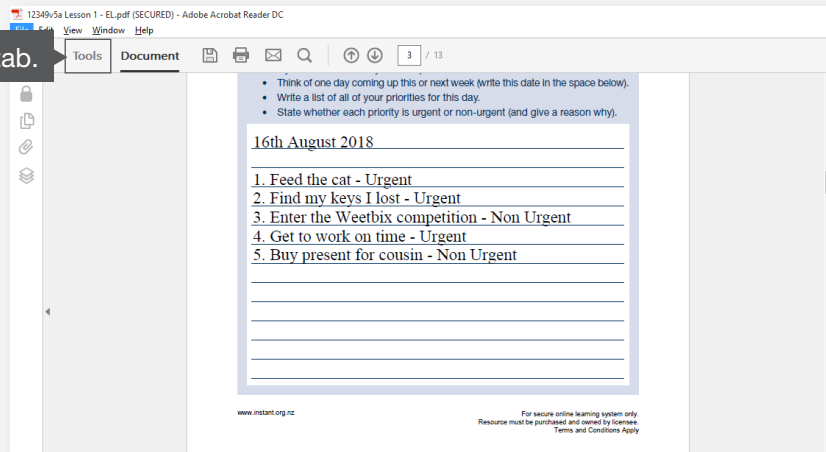 12349v5a Lesson 1 - EL.pdf (SECURED) - Adobe Acrobat Reader DC
File Edit View Window Help
ab.
Tools Document 3 / 13
• Think of one day coming up this or next week (write this date in the space below).
• Write a list of all of your priorities for this day.
• State whether each priority is urgent or non-urgent (and give a reason why).
16th August 2018
1. Feed the cat - Urgent
2. Find my keys I lost - Urgent
3. Enter the Weetbix competition - Non Urgent
4. Get to work on time - Urgent
5. Buy present for cousin - Non Urgent
www.instant.org.nz
For secure online learning system only.
Resource must be purchased and owned by licensee.
Terms and Conditions Apply